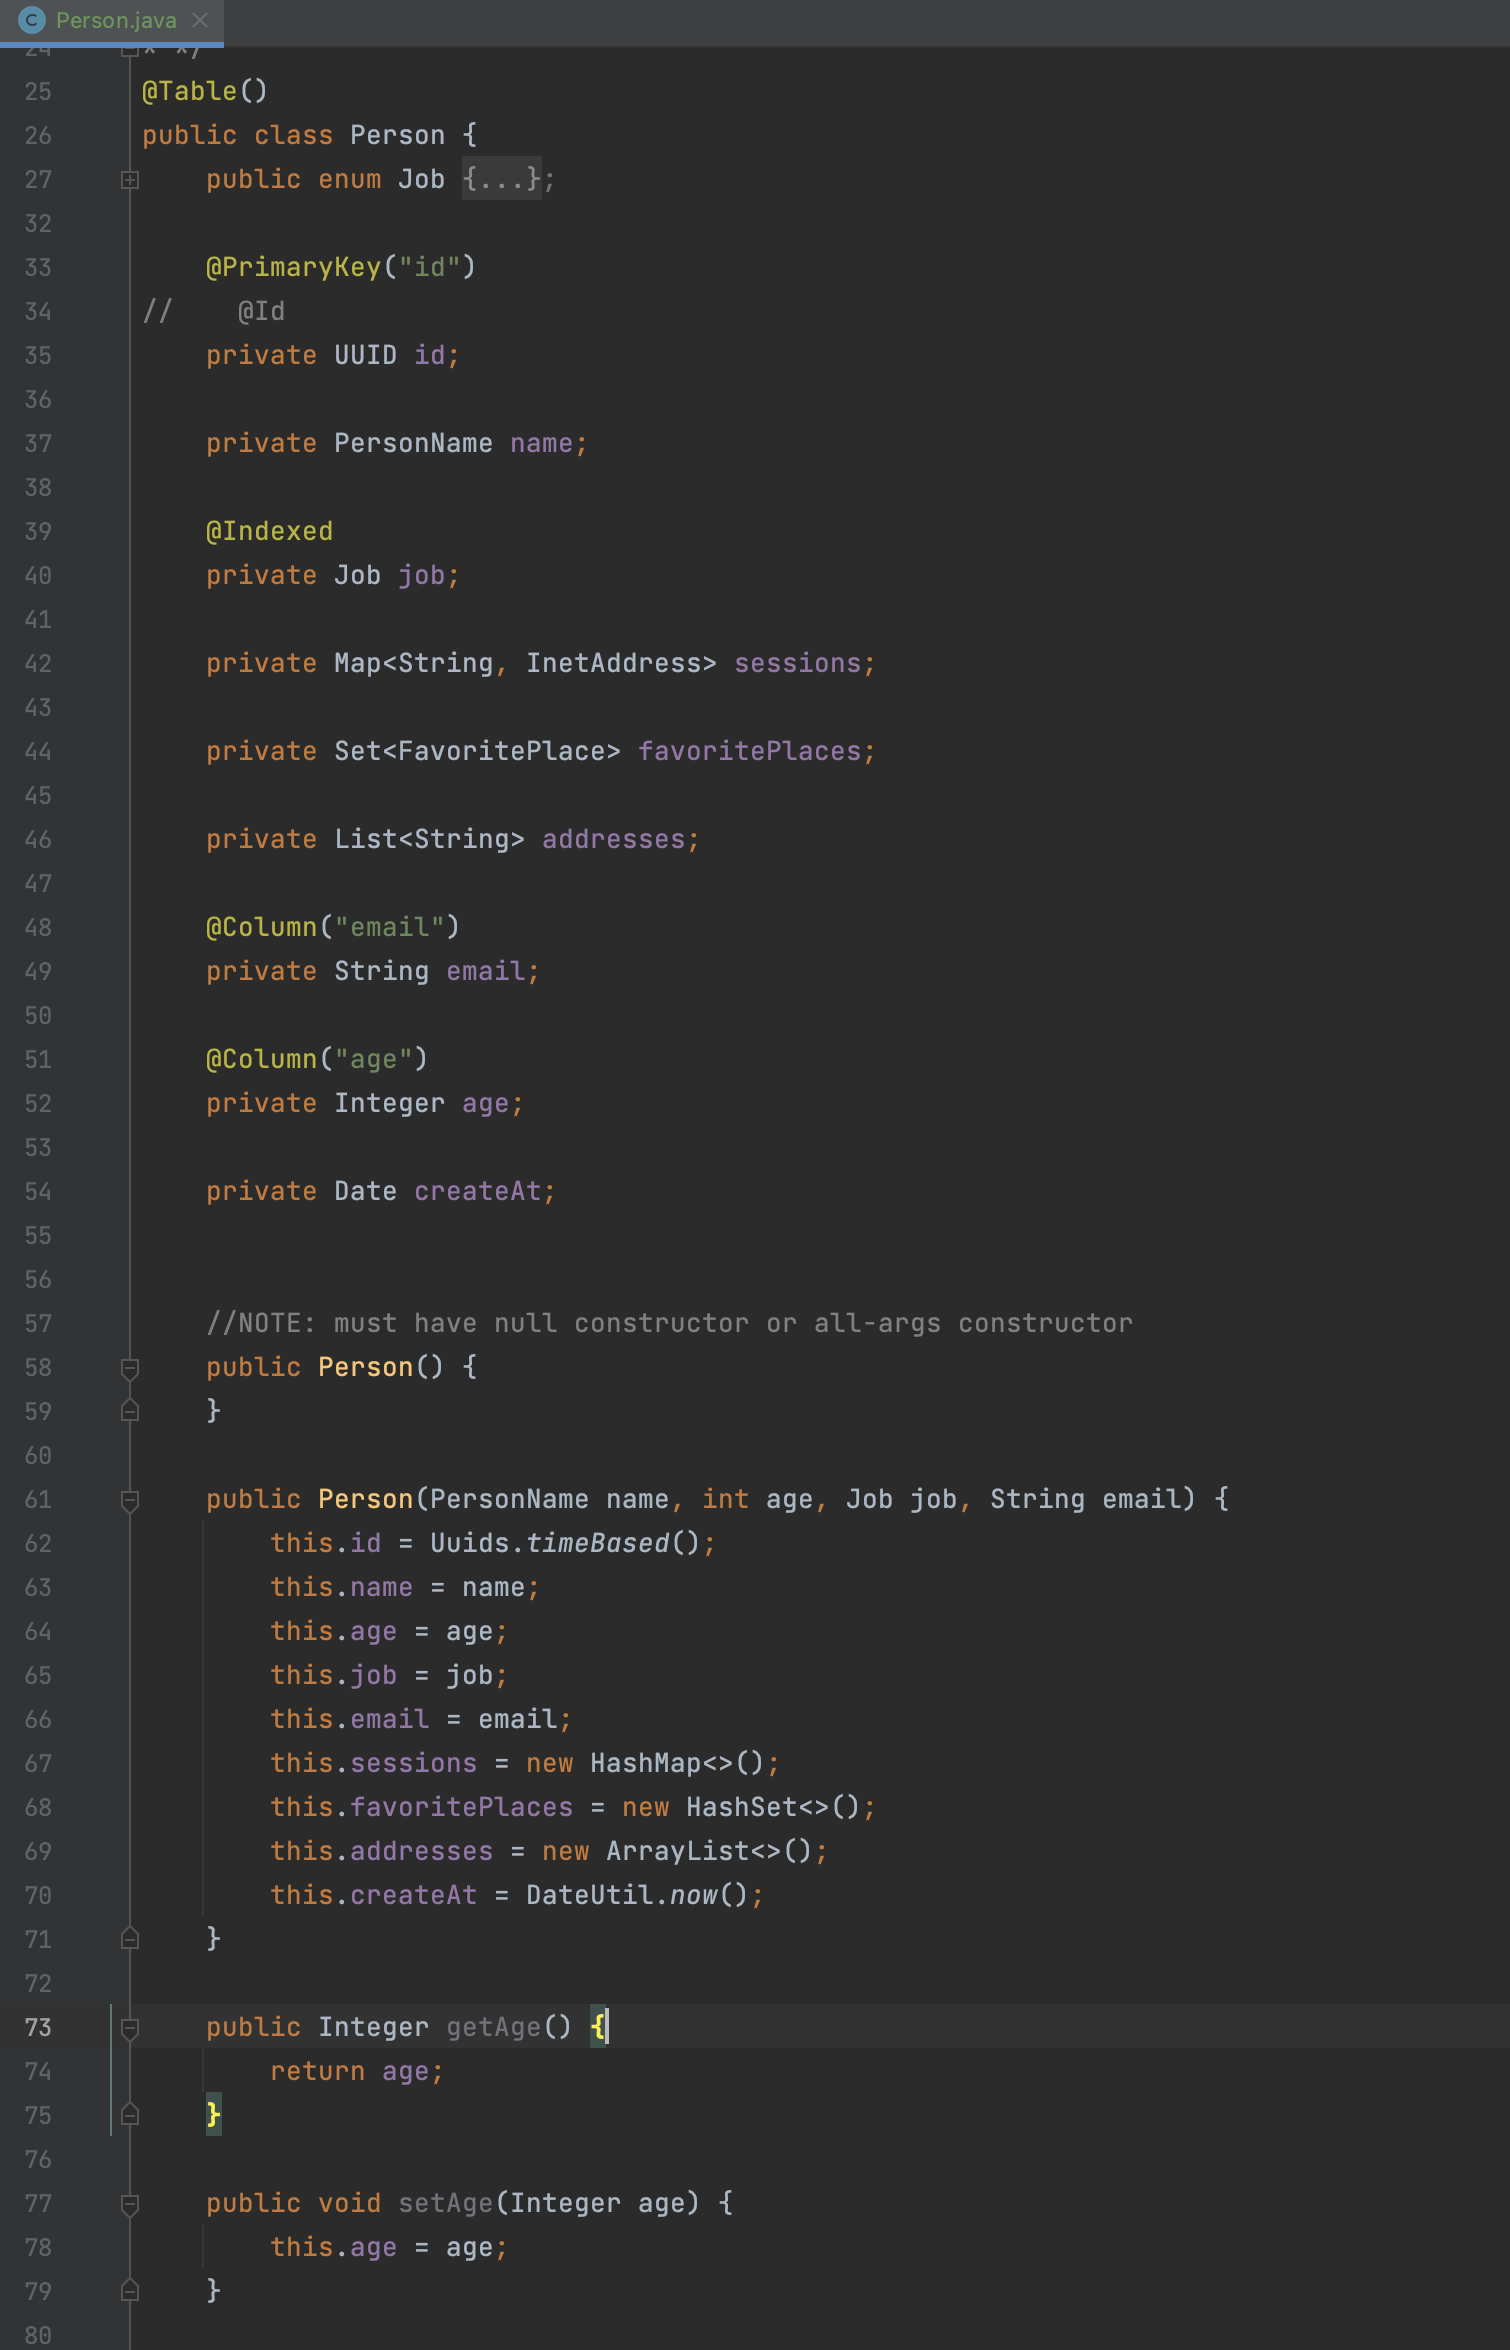 Person.java
24 * */
25 @Table()
26 public class Person {
27     public enum Job {...};
32
33     @PrimaryKey("id")
34 //    @Id
35     private UUID id;
36
37     private PersonName name;
38
39     @Indexed
40     private Job job;
41
42     private Map<String, InetAddress> sessions;
43
44     private Set<FavoritePlace> favoritePlaces;
45
46     private List<String> addresses;
47
48     @Column("email")
49     private String email;
50
51     @Column("age")
52     private Integer age;
53
54     private Date createAt;
55
56
57     //NOTE: must have null constructor or all-args constructor
58     public Person() {
59     }
60
61     public Person(PersonName name, int age, Job job, String email) {
62         this.id = Uuids.timeBased();
63         this.name = name;
64         this.age = age;
65         this.job = job;
66         this.email = email;
67         this.sessions = new HashMap<>();
68         this.favoritePlaces = new HashSet<>();
69         this.addresses = new ArrayList<>();
70         this.createAt = DateUtil.now();
71     }
72
73     public Integer getAge() {
74         return age;
75     }
76
77     public void setAge(Integer age) {
78         this.age = age;
79     }
80